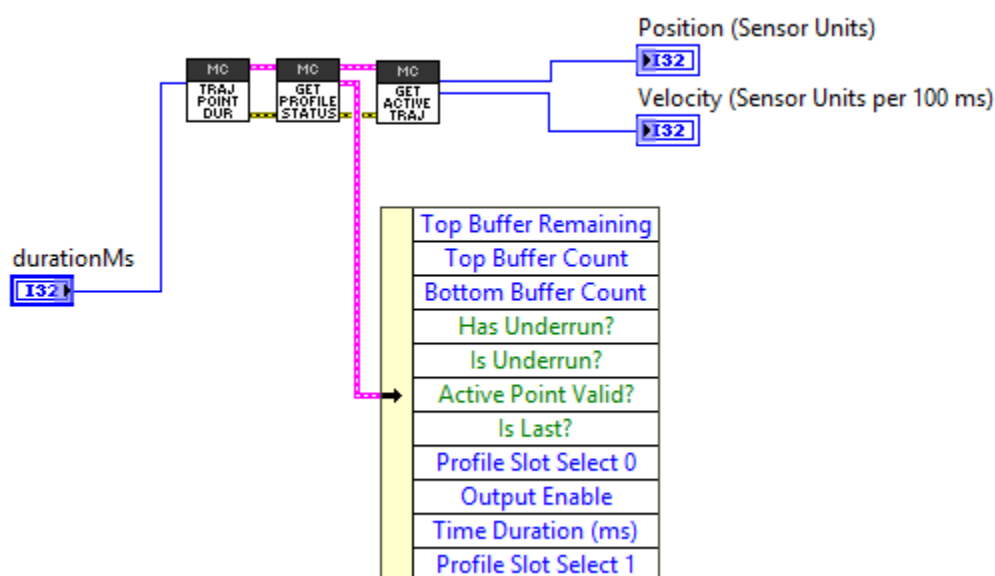 Position (Sensor Units)
I32
Velocity (Sensor Units per 100 ms)
I32
MC
TRAJ
POINT
DUR
MC
GET
PROFILE
STATUS
MC
GET
ACTIVE
TRAJ
durationMs
I32
Top Buffer Remaining
Top Buffer Count
Bottom Buffer Count
Has Underrun?
Is Underrun?
Active Point Valid?
Is Last?
Profile Slot Select 0
Output Enable
Time Duration (ms)
Profile Slot Select 1